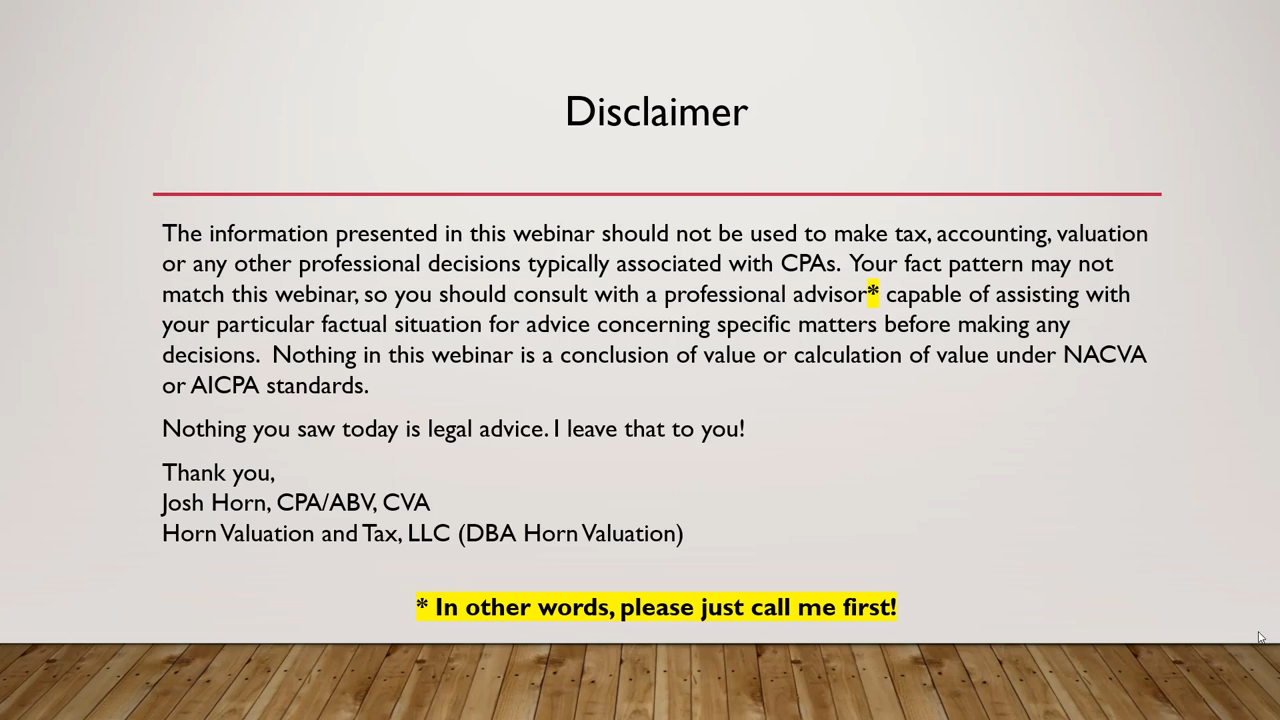 Disclaimer
The information presented in this webinar should not be used to make tax, accounting, valuation
or any other professional decisions typically associated with CPAs.  Your fact pattern may not
match this webinar, so you should consult with a professional advisor* capable of assisting with
your particular factual situation for advice concerning specific matters before making any
decisions.  Nothing in this webinar is a conclusion of value or calculation of value under NACVA
or AICPA standards.
Nothing you saw today is legal advice. I leave that to you!
Thank you,
Josh Horn, CPA/ABV, CVA
Horn Valuation and Tax, LLC (DBA Horn Valuation)
* In other words, please just call me first!